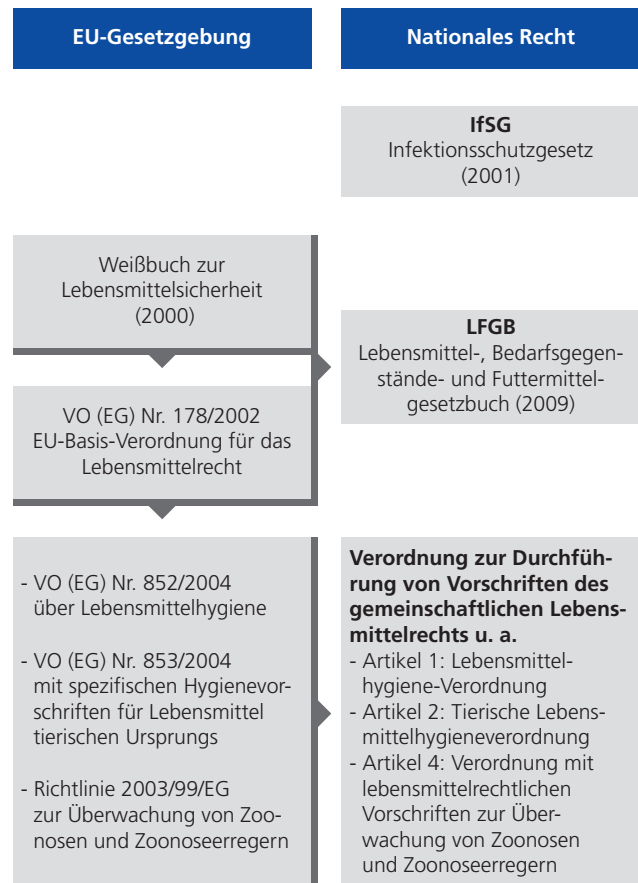 EU-Gesetzgebung
Nationales Recht
IfSG
Infektionsschutzgesetz
(2001)
Weißbuch zur
Lebensmittelsicherheit
(2000)
LFGB
Lebensmittel-, Bedarfsgegen-
stände- und Futtermittel-
gesetzbuch (2009)
VO (EG) Nr. 178/2002
EU-Basis-Verordnung für das
Lebensmittelrecht
- VO (EG) Nr. 852/2004
über Lebensmittelhygiene
- VO (EG) Nr. 853/2004
mit spezifischen Hygienevor-
schriften für Lebensmittel
tierischen Ursprungs
- Richtlinie 2003/99/EG
zur Überwachung von Zoo-
nosen und Zoonoseerregern
Verordnung zur Durchfüh-
rung von Vorschriften des
gemeinschaftlichen Lebens-
mittelrechts u. a.
- Artikel 1: Lebensmittel-
hygiene-Verordnung
- Artikel 2: Tierische Lebens-
mittelhygieneverordnung
- Artikel 4: Verordnung mit
lebensmittelrechtlichen
Vorschriften zur Über-
wachung von Zoonosen
und Zoonoseerregern